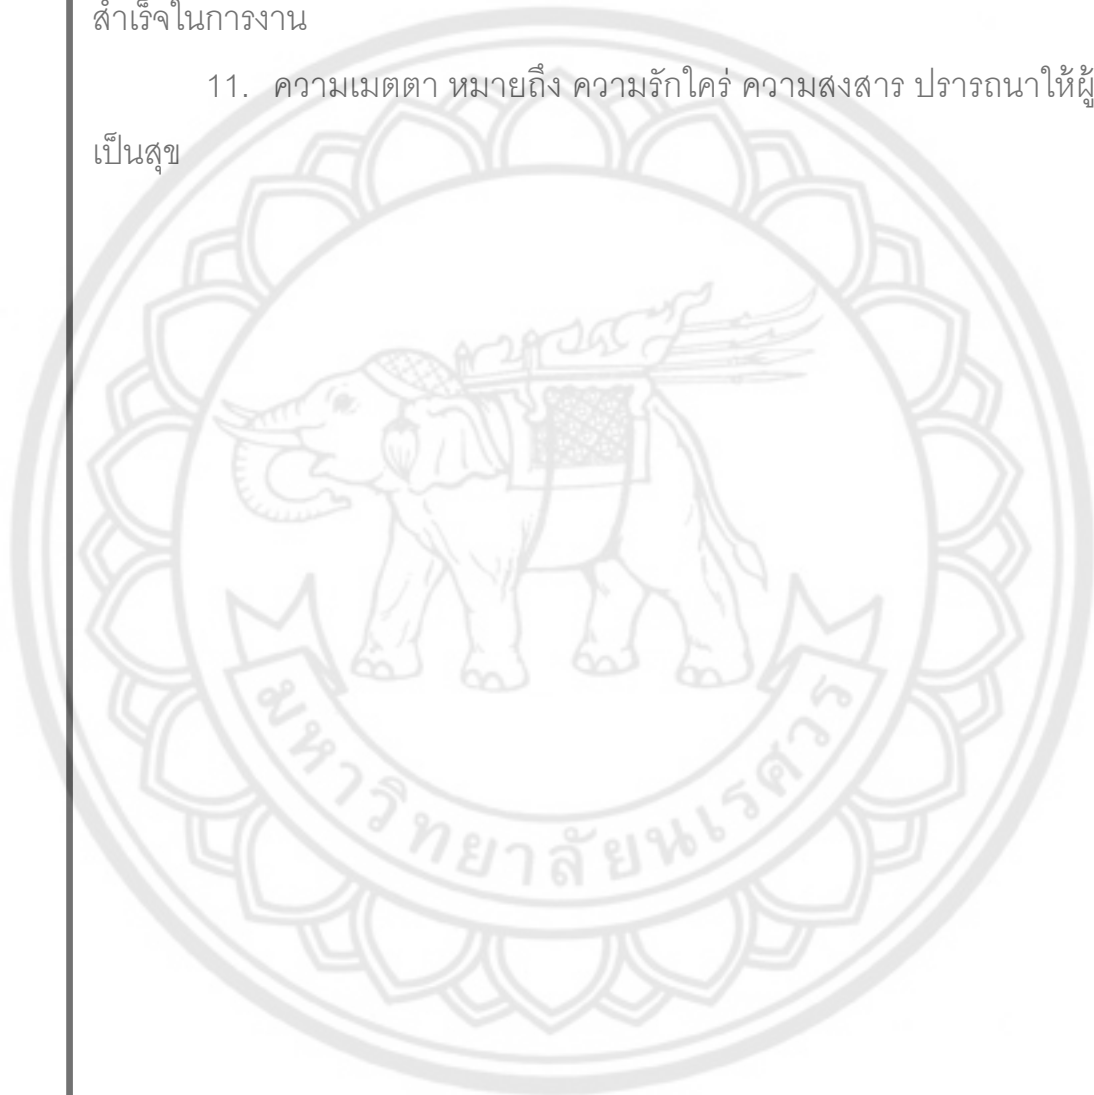 สำเร็จในการงาน
11. ความเมตตา หมายถึง ความรักใคร่ ความสงสาร ปรารถนาให้ผู้
เป็นสุข
มหาวิทยาลัยนเรศวร